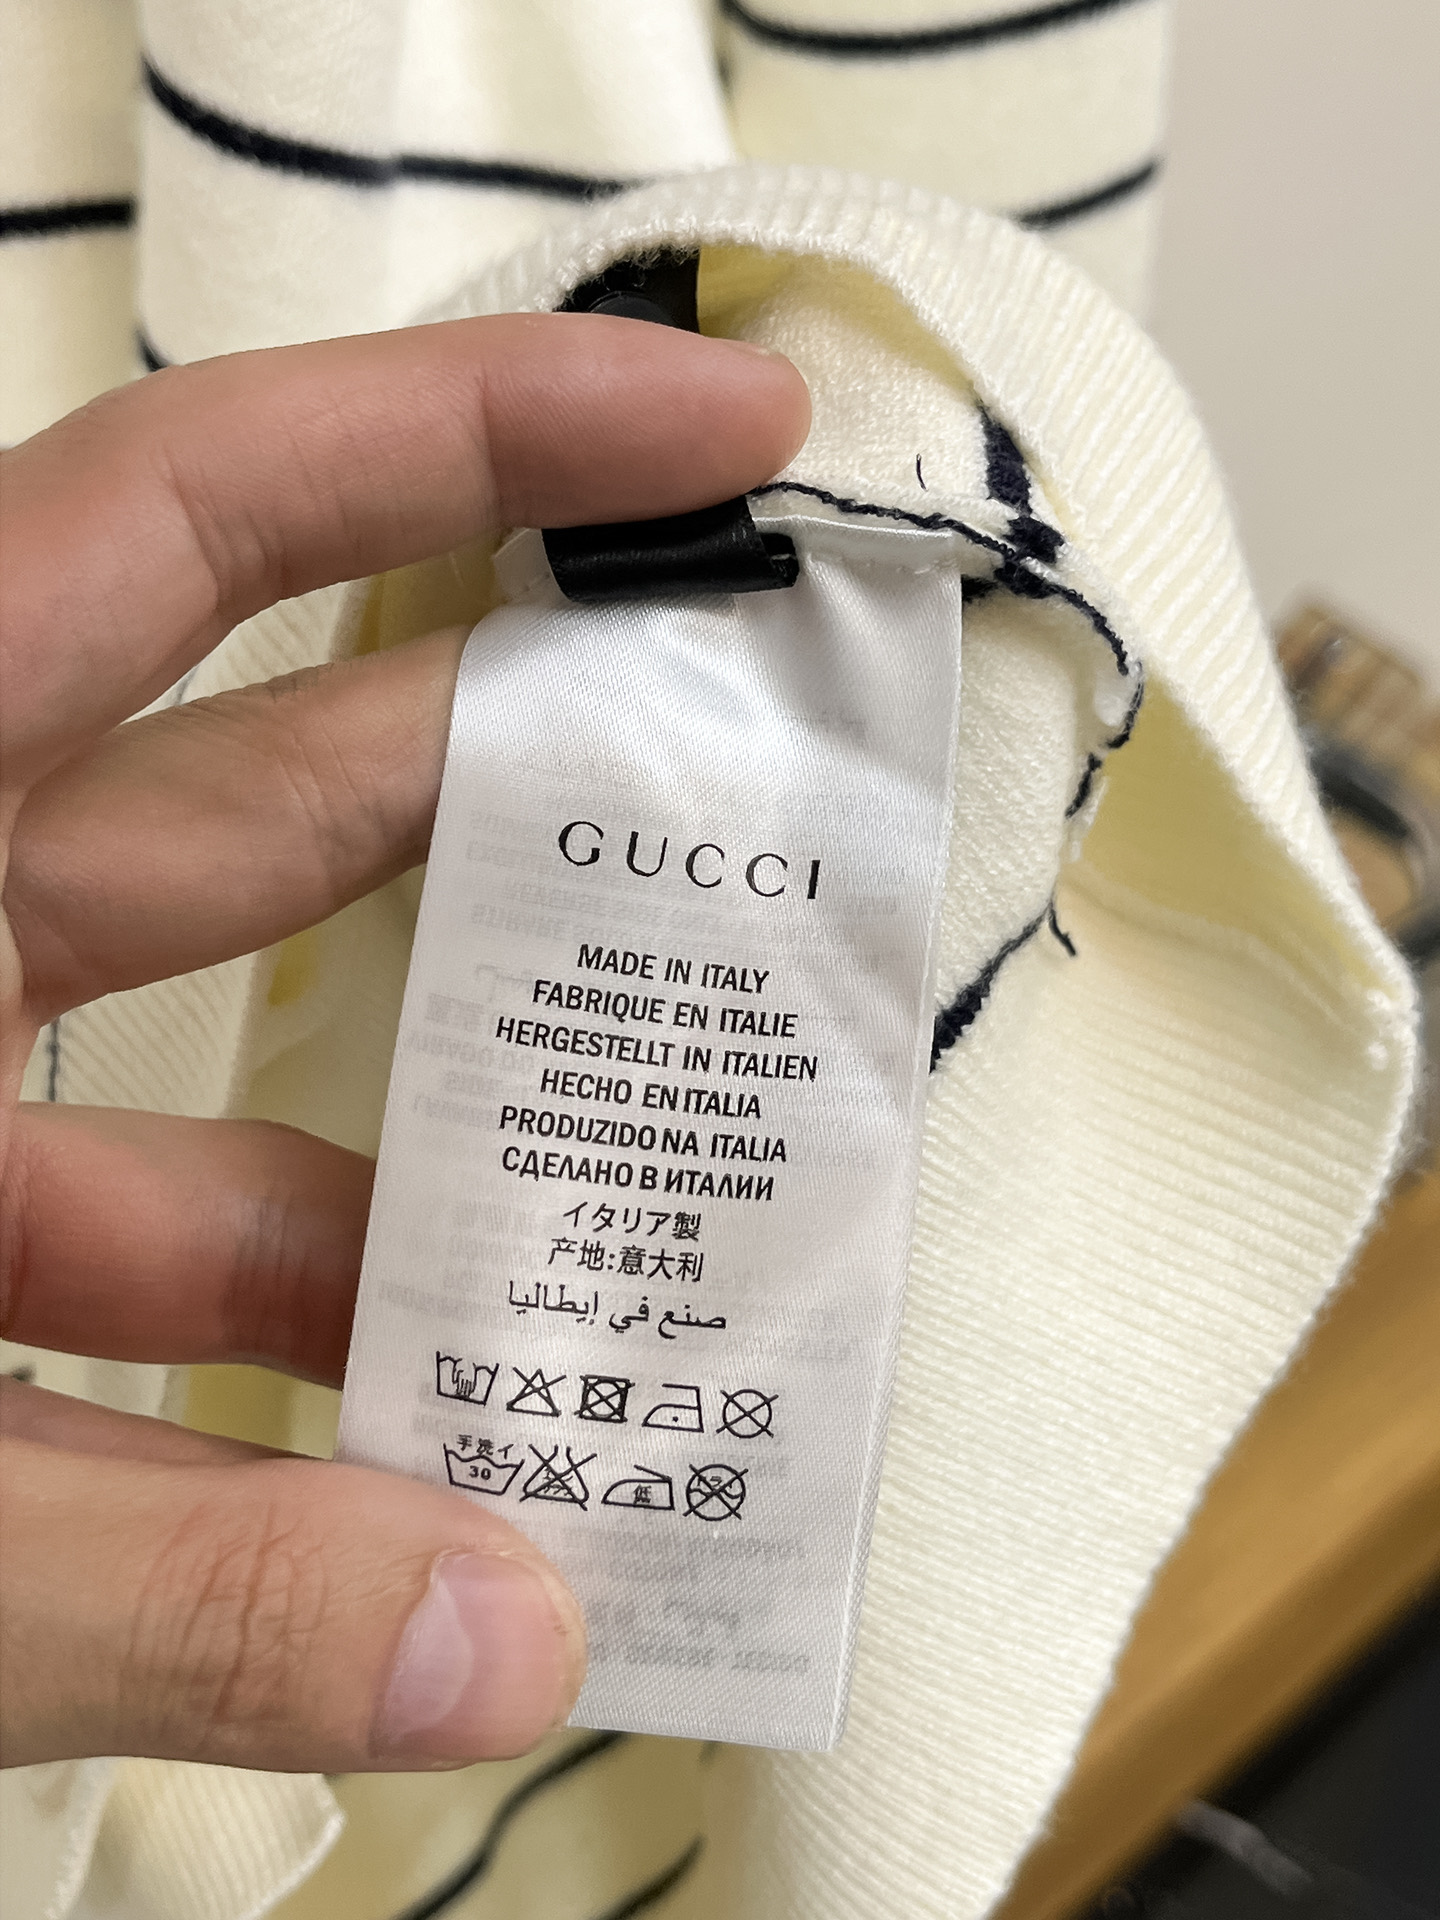 GUCCI
MADE IN ITALY
FABRIQUE EN ITALIE
HERGESTELLT IN ITALIEN
HECHO EN ITALIA
PRODUZIDO NA ITALIA
СДЕЛАНО В ИТАЛИИ
イタリア製
产地:意大利
صنع في إيطاليا
手洗イ
30
低